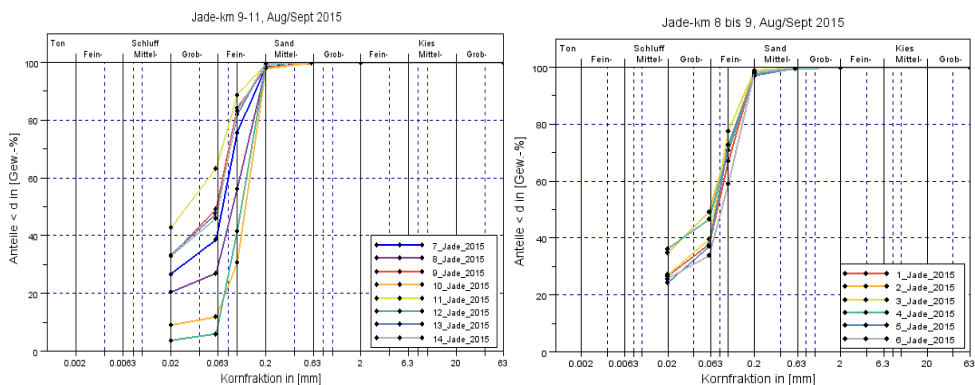 Jade-km 9-11, Aug/Sept 2015
Ton Schluff Sand Kies
Fein- Mittel- Grob- Fein- Mittel- Grob- Fein- Mittel- Grob-
100
80
60
40
20
0
Anteile < d in [Gew.-%]
7_Jade_2015
8_Jade_2015
9_Jade_2015
10_Jade_2015
11_Jade_2015
12_Jade_2015
13_Jade_2015
14_Jade_2015
0.002 0.0063 0.02 0.063 0.2 0.63 2 6.3 20 63
Kornfraktion in [mm]
Jade-km 8 bis 9, Aug/Sept 2015
Ton Schluff Sand Kies
Fein- Mittel- Grob- Fein- Mittel- Grob- Fein- Mittel- Grob-
100
80
60
40
20
0
Anteile < d in [Gew.-%]
1_Jade_2015
2_Jade_2015
3_Jade_2015
4_Jade_2015
5_Jade_2015
6_Jade_2015
0.002 0.0063 0.02 0.063 0.2 0.63 2 6.3 20 63
Kornfraktion in [mm]